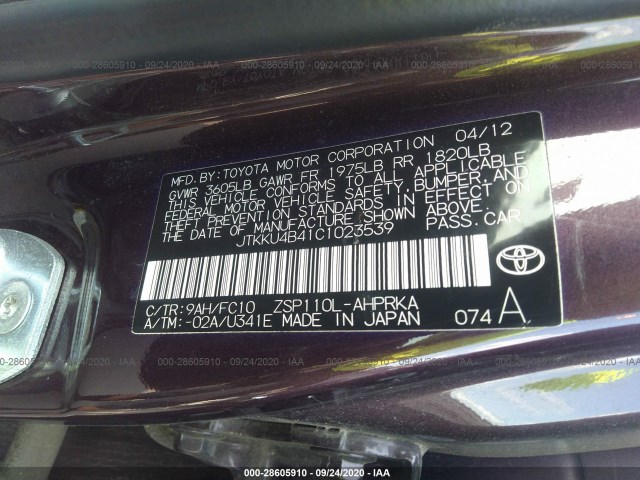 000-28605910 - 09/24/2020 - IAA
MFD. BY: TOYOTA MOTOR CORPORATION 04/12
GVWR 3605LB GAWR FR 1975LB RR 1820LB
THIS VEHICLE CONFORMS TO ALL APPLICABLE
FEDERAL MOTOR VEHICLE SAFETY, BUMPER, AND
THEFT PREVENTION STANDARDS IN EFFECT ON
THE DATE OF MANUFACTURE SHOWN ABOVE.
JTKKU4B41C1023539 PASS. CAR
C/TR: 9AH/FC10 ZSP110L-AHPRKA
A/TM: -02A/U341E MADE IN JAPAN 074 A
TOYOTA
000-28605910 - 09/24/2020 - IAA